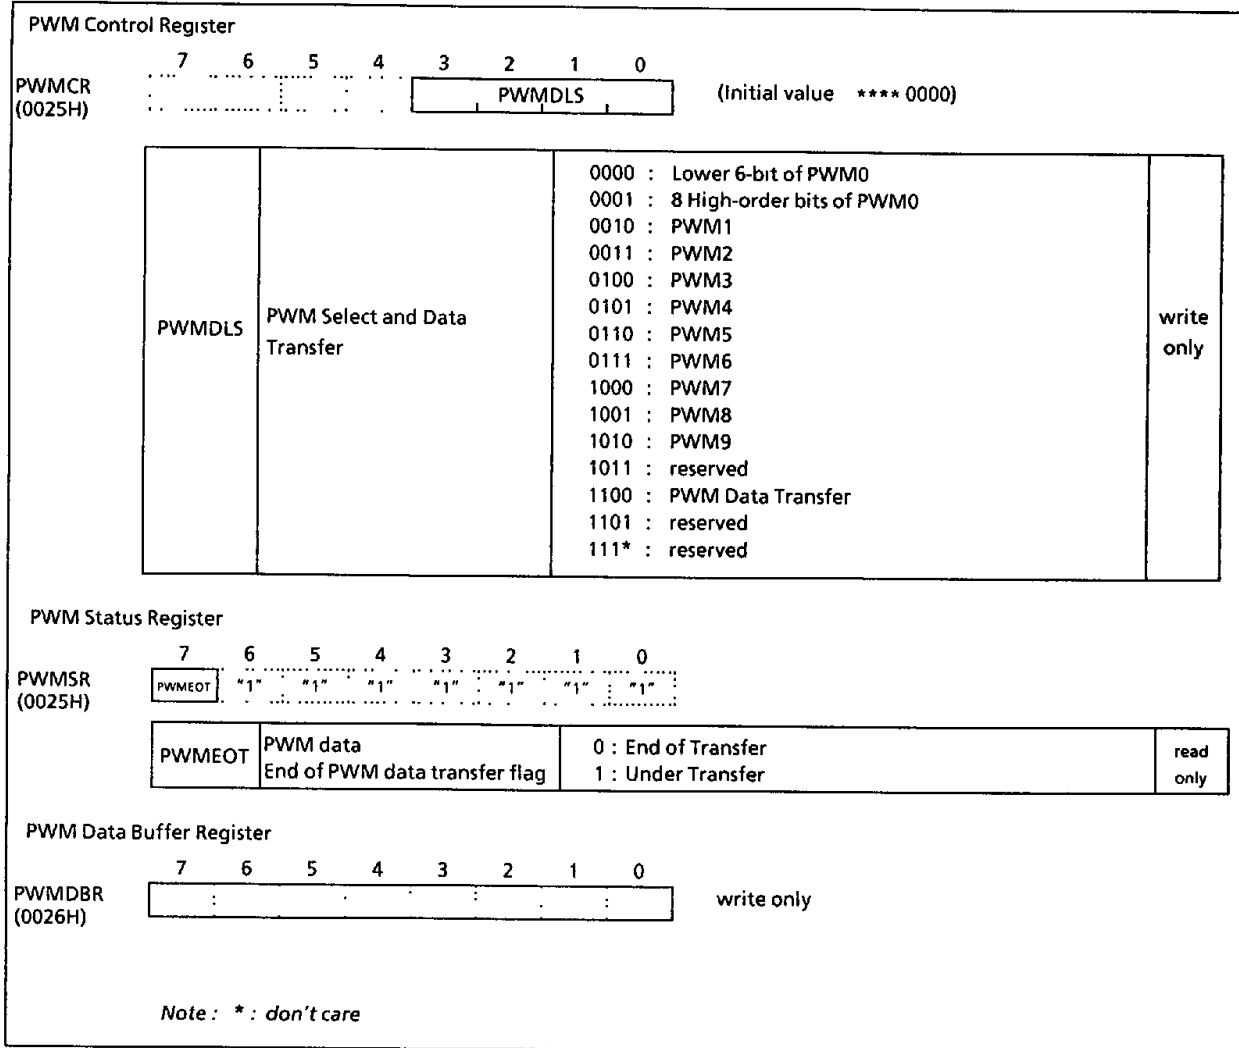 PWM Control Register
7 6 5 4 3 2 1 0
PWMCR
(0025H)
PWMDLS
(Initial value **** 0000)
PWMDLS
PWM Select and Data
Transfer
0000 : Lower 6-bit of PWM0
0001 : 8 High-order bits of PWM0
0010 : PWM1
0011 : PWM2
0100 : PWM3
0101 : PWM4
0110 : PWM5
0111 : PWM6
1000 : PWM7
1001 : PWM8
1010 : PWM9
1011 : reserved
1100 : PWM Data Transfer
1101 : reserved
111* : reserved
write
only
PWM Status Register
7 6 5 4 3 2 1 0
PWMSR
(0025H)
PWMEOT "1" "1" "1" "1" "1" "1" "1"
PWMEOT
PWM data
End of PWM data transfer flag
0 : End of Transfer
1 : Under Transfer
read
only
PWM Data Buffer Register
7 6 5 4 3 2 1 0
PWMDBR
(0026H)
write only
Note : * : don't care